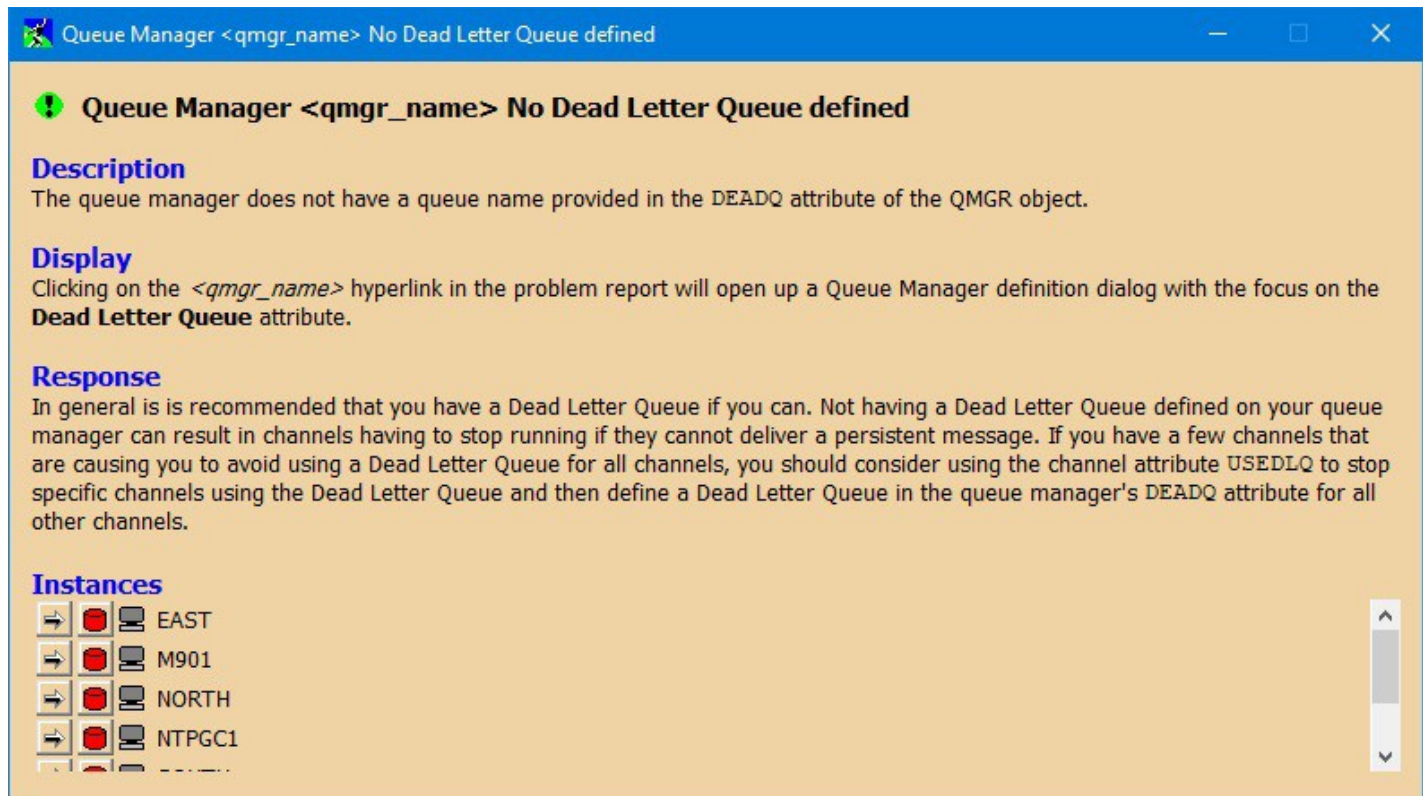 Queue Manager <qmgr_name> No Dead Letter Queue defined
Queue Manager <qmgr_name> No Dead Letter Queue defined
Description
The queue manager does not have a queue name provided in the DEADQ attribute of the QMGR object.
Display
Clicking on the <qmgr_name> hyperlink in the problem report will open up a Queue Manager definition dialog with the focus on the
Dead Letter Queue attribute.
Response
In general is is recommended that you have a Dead Letter Queue if you can. Not having a Dead Letter Queue defined on your queue
manager can result in channels having to stop running if they cannot deliver a persistent message. If you have a few channels that
are causing you to avoid using a Dead Letter Queue for all channels, you should consider using the channel attribute USEDLQ to stop
specific channels using the Dead Letter Queue and then define a Dead Letter Queue in the queue manager's DEADQ attribute for all
other channels.
Instances
EAST
M901
NORTH
NTPGC1